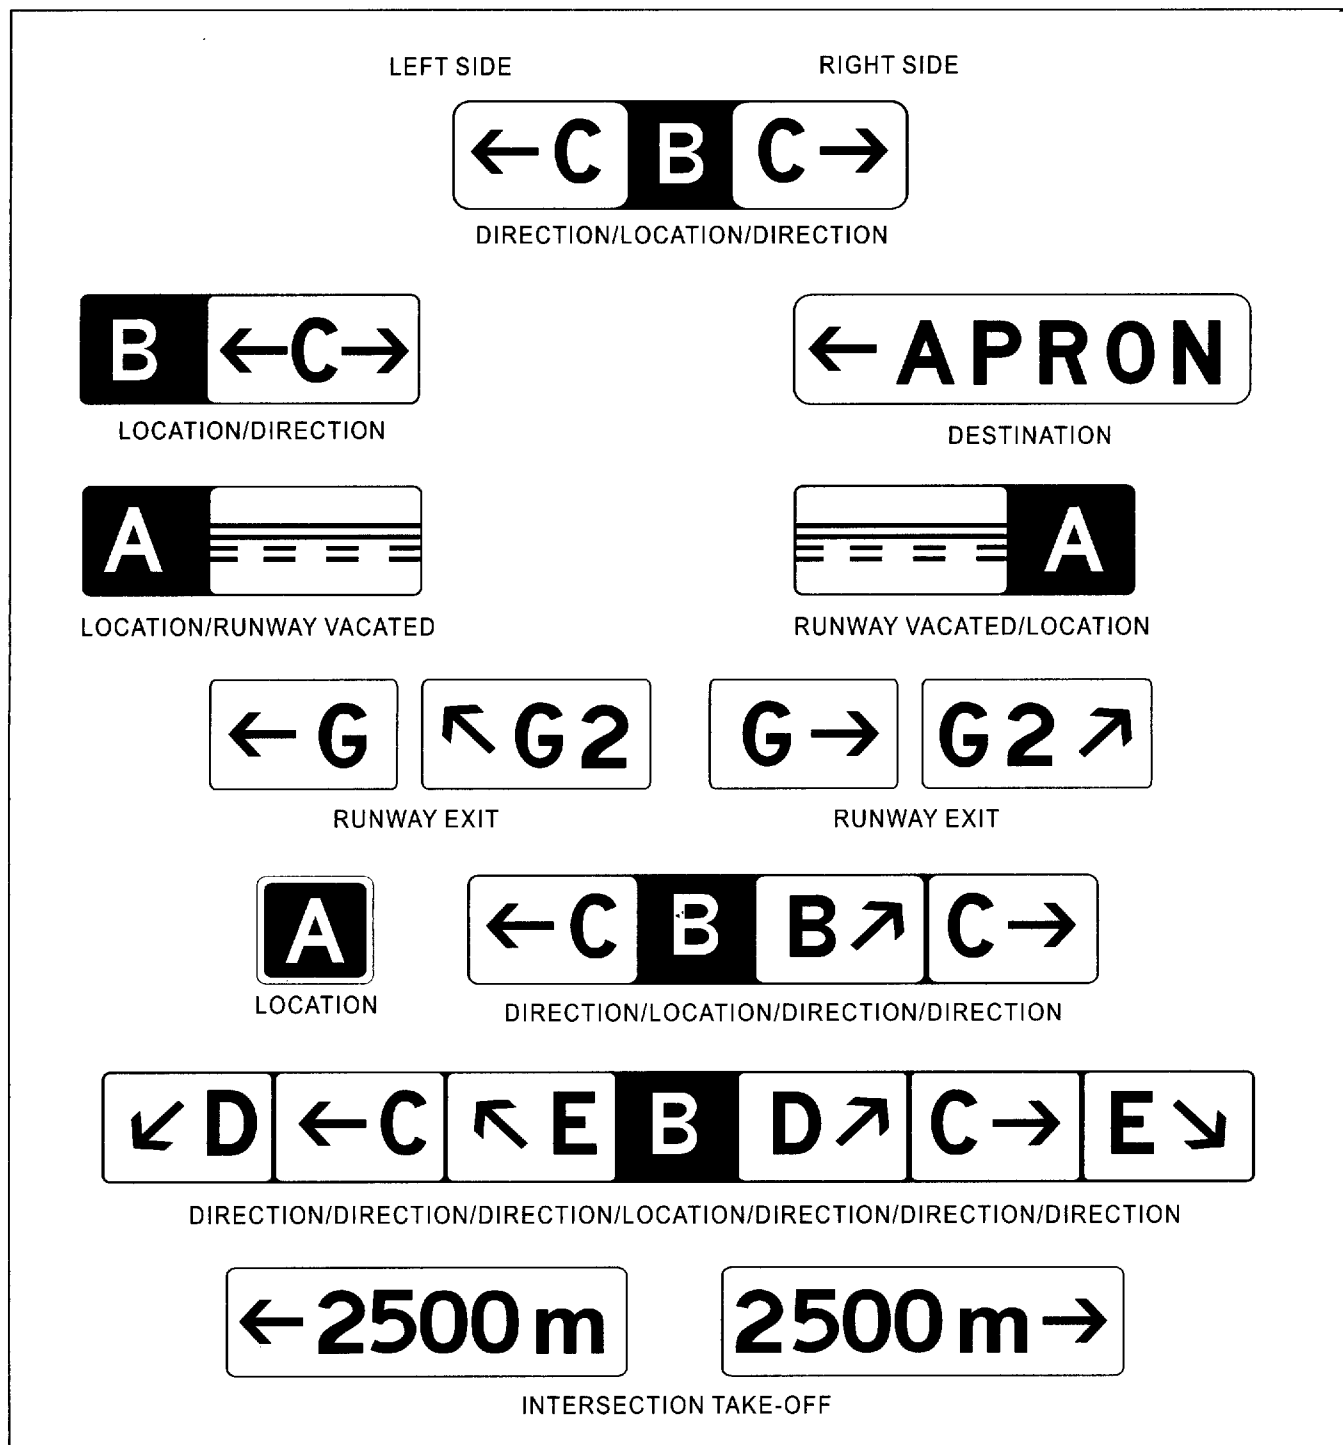 LEFT SIDE RIGHT SIDE
←C B C→
DIRECTION/LOCATION/DIRECTION
B ←C→ ←APRON
LOCATION/DIRECTION DESTINATION
A A
LOCATION/RUNWAY VACATED RUNWAY VACATED/LOCATION
←G ↖G2 G→ G2↗
RUNWAY EXIT RUNWAY EXIT
A ←C B B↗ C→
LOCATION DIRECTION/LOCATION/DIRECTION/DIRECTION
↙D ←C ↖E B D↗ C→ E↘
DIRECTION/DIRECTION/DIRECTION/LOCATION/DIRECTION/DIRECTION/DIRECTION
←2500m 2500m→
INTERSECTION TAKE-OFF